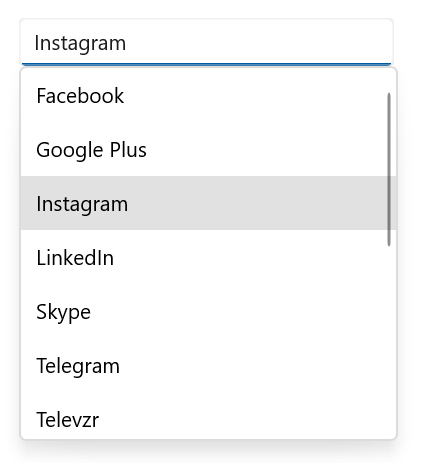 Instagram
Facebook
Google Plus
Instagram
LinkedIn
Skype
Telegram
Televzr